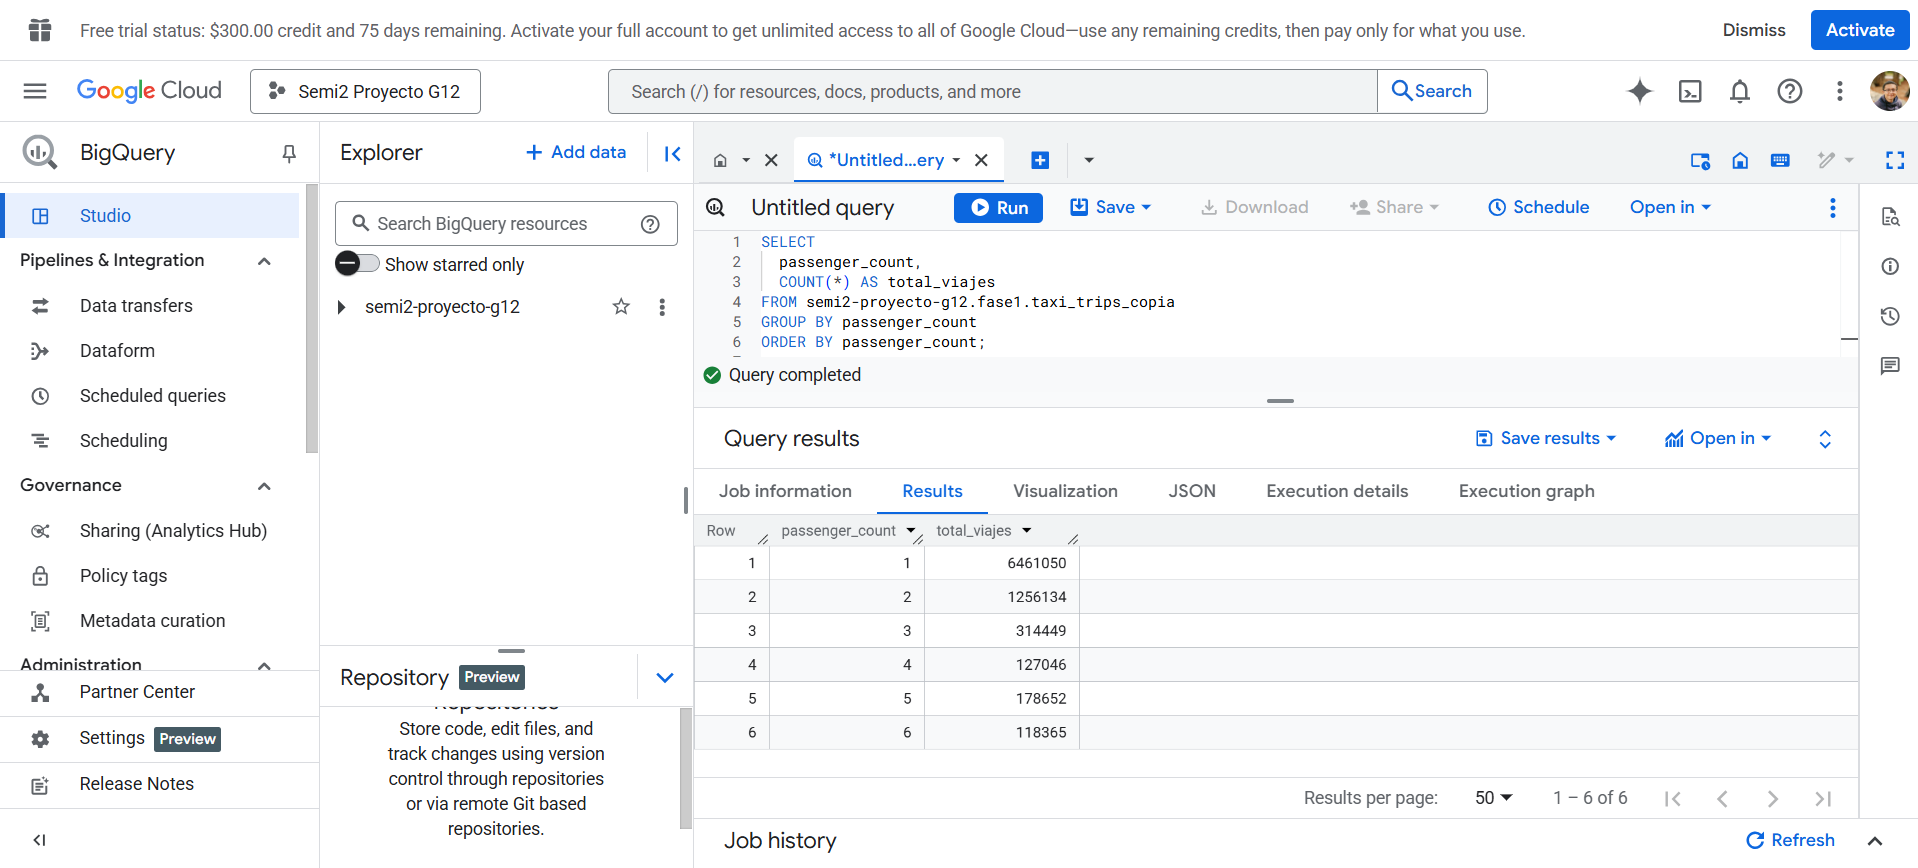 Free trial status: $300.00 credit and 75 days remaining. Activate your full account to get unlimited access to all of Google Cloud—use any remaining credits, then pay only for what you use.
Dismiss
Activate
Google Cloud
Semi2 Proyecto G12
Search (/) for resources, docs, products, and more
Search
BigQuery
Studio
Pipelines & Integration
Data transfers
Dataform
Scheduled queries
Scheduling
Governance
Sharing (Analytics Hub)
Policy tags
Metadata curation
Administration
Partner Center
Settings Preview
Release Notes
Explorer
+ Add data
Search BigQuery resources
Show starred only
semi2-proyecto-g12
Repository Preview
Repositories
Store code, edit files, and
track changes using version
control through repositories
or via remote Git based
repositories.
*Untitled...ery
Untitled query
Run
Save
Download
Share
Schedule
Open in
1 SELECT
2 passenger_count,
3 COUNT(*) AS total_viajes
4 FROM semi2-proyecto-g12.fase1.taxi_trips_copia
5 GROUP BY passenger_count
6 ORDER BY passenger_count;
Query completed
Query results
Save results
Open in
Job information
Results
Visualization
JSON
Execution details
Execution graph
Row passenger_count total_viajes
1 1 6461050
2 2 1256134
3 3 314449
4 4 127046
5 5 178652
6 6 118365
Results per page: 50 1 – 6 of 6
Job history
Refresh